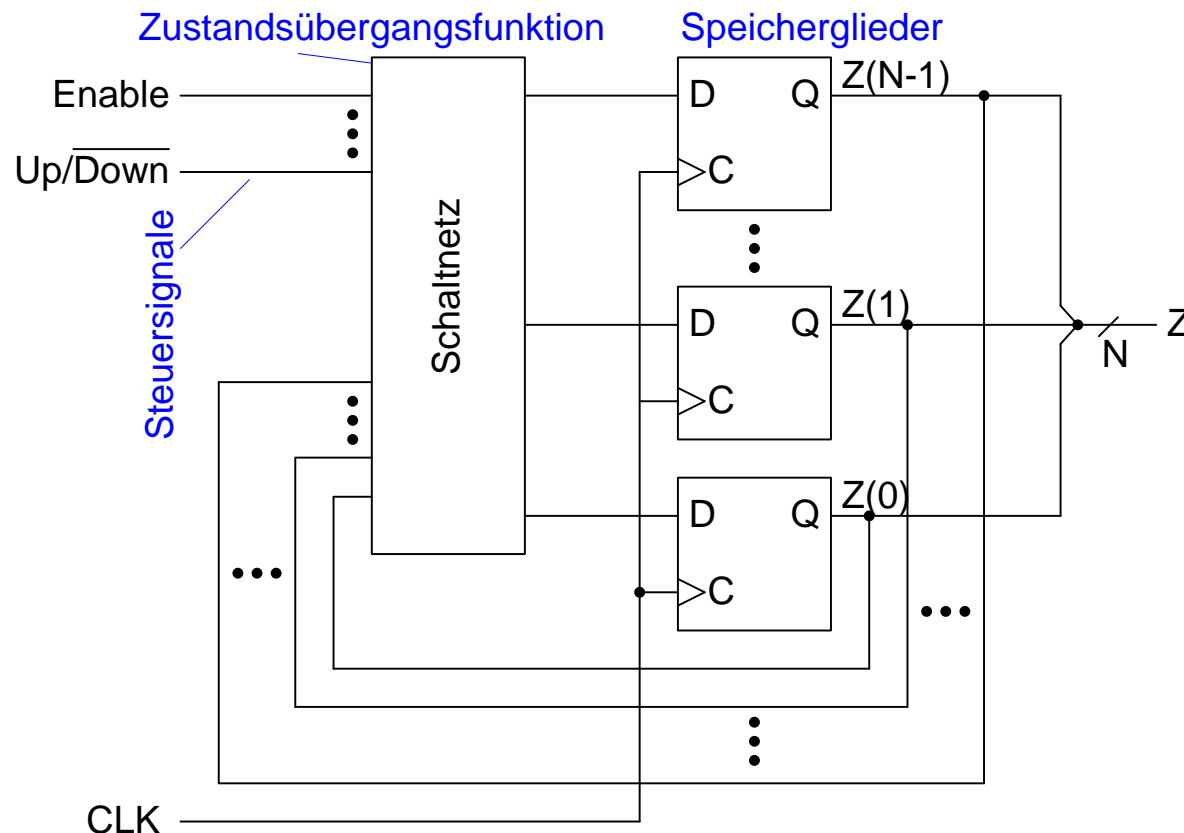 Zustandsübergangsfunktion
Speicherglieder
Enable
Up/Down
Steuersignale
Schaltnetz
D Q Z(N-1)
C
D Q Z(1)
C
D Q Z(0)
C
Z
N
CLK